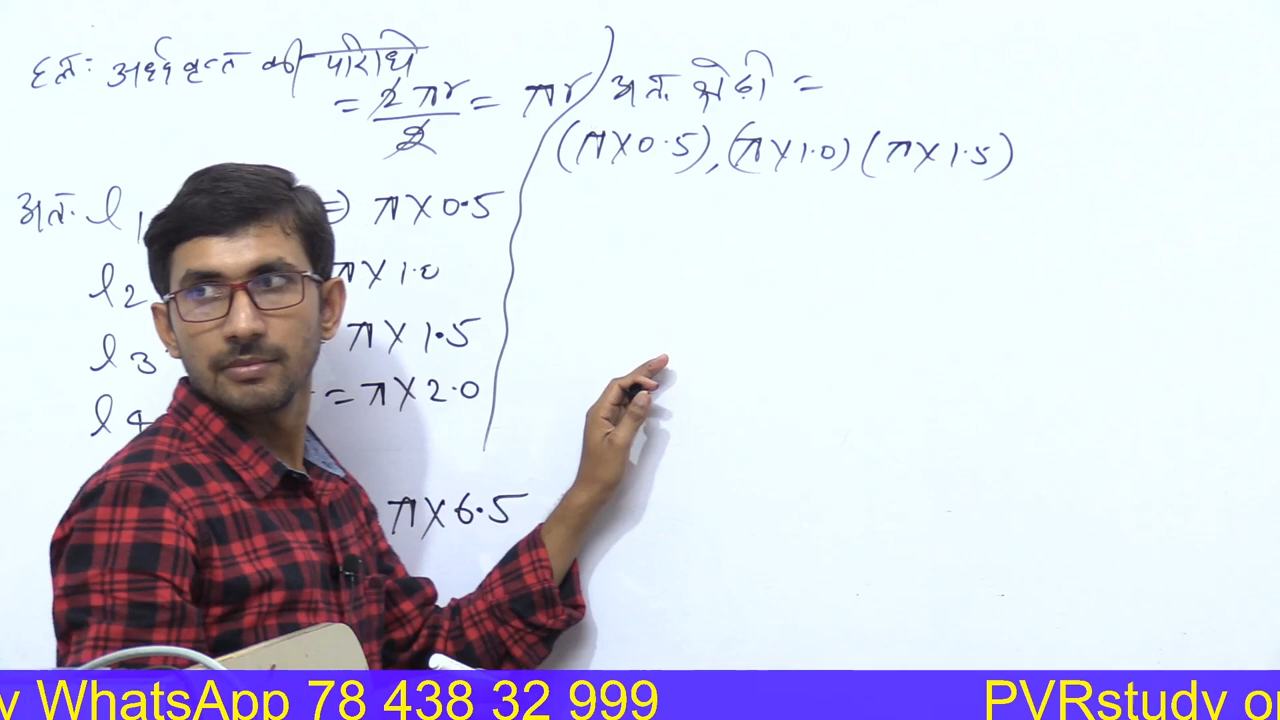 हलः अर्धवृत्त की परिधि
= 2πr/2 = πr
अतः l1 => π×0.5
l2 π×1.0
l3 π×1.5
l4 = π×2.0
π×6.5
अतः श्रेढ़ी =
(π×0.5), (π×1.0) (π×1.5)
WhatsApp 78 438 32 999 PVRstudy